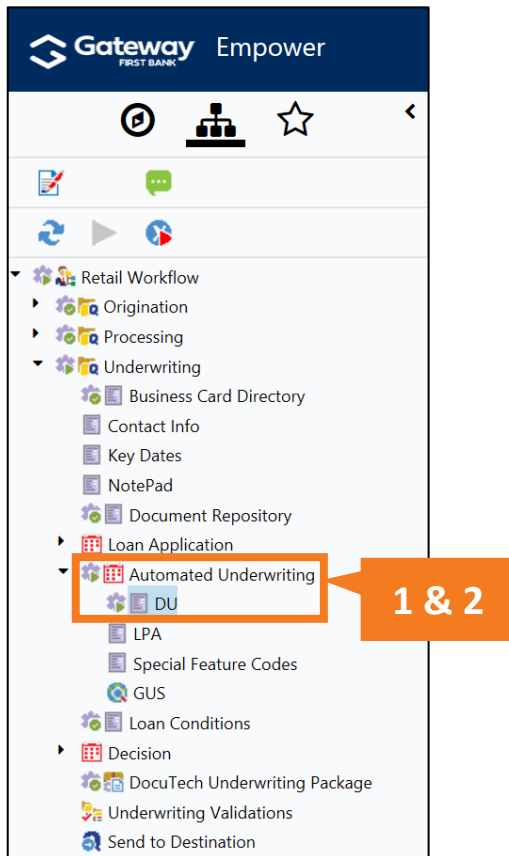 Gateway Empower
FIRST BANK
Retail Workflow
Origination
Processing
Underwriting
Business Card Directory
Contact Info
Key Dates
NotePad
Document Repository
Loan Application
Automated Underwriting
DU
1 & 2
LPA
Special Feature Codes
GUS
Loan Conditions
Decision
DocuTech Underwriting Package
Underwriting Validations
Send to Destination